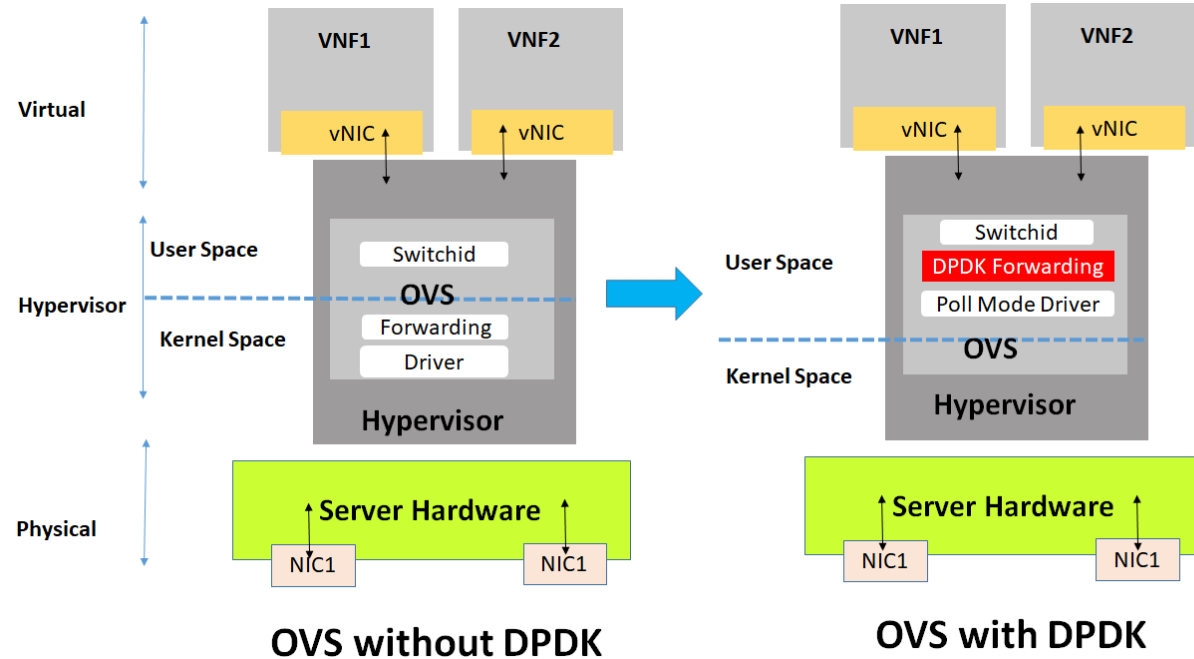 VNF1
VNF2
vNIC
vNIC
Virtual
User Space
Hypervisor
Kernel Space
Switchid
OVS
Forwarding
Driver
Hypervisor
Physical
Server Hardware
NIC1
NIC1
OVS without DPDK
VNF1
VNF2
vNIC
vNIC
User Space
Kernel Space
Switchid
DPDK Forwarding
Poll Mode Driver
OVS
Hypervisor
Server Hardware
NIC1
NIC1
OVS with DPDK